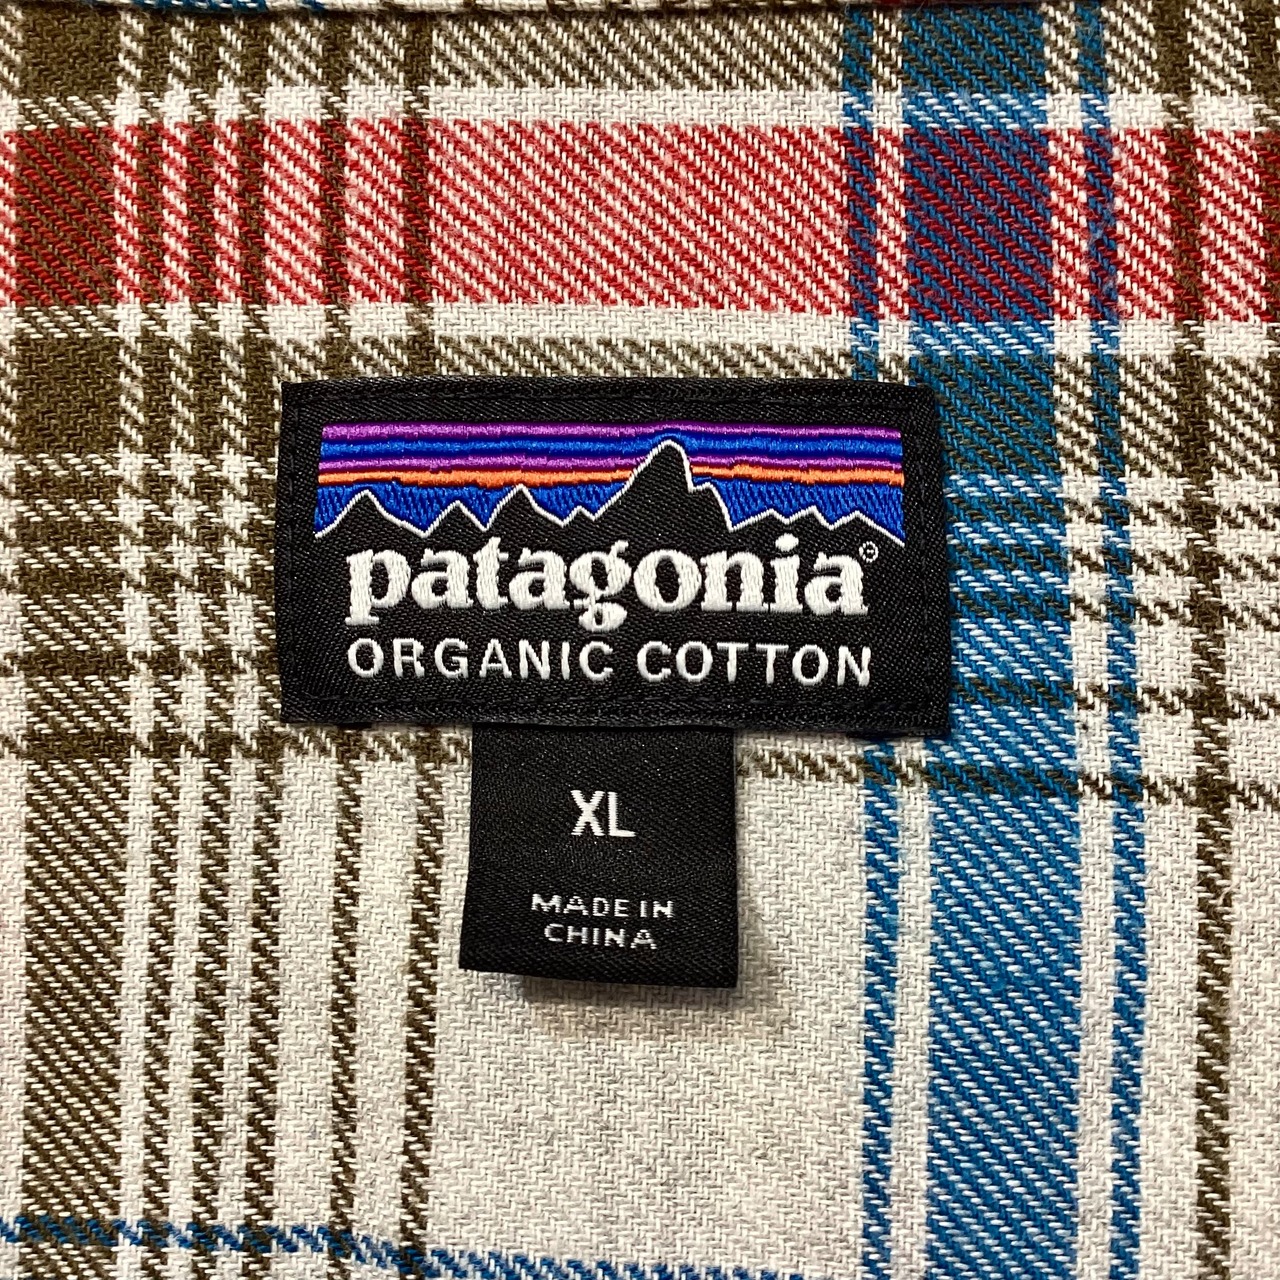 patagonia®
ORGANIC COTTON
XL
MADE IN
CHINA